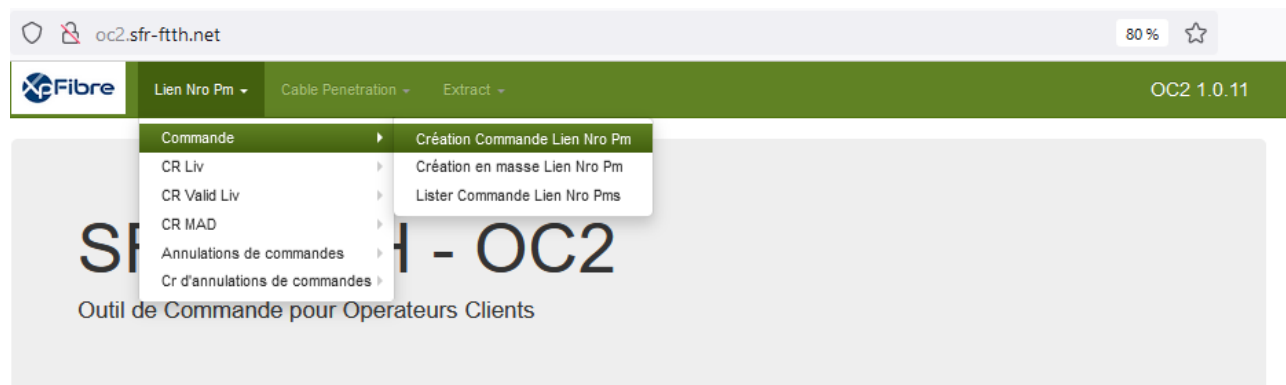 oc2.sfr-ftth.net 80 %
XpFibre Lien Nro Pm Cable Penetration Extract OC2 1.0.11
Commande Création Commande Lien Nro Pm
CR Liv Création en masse Lien Nro Pm
CR Valid Liv Lister Commande Lien Nro Pms
CR MAD
Annulations de commandes
Cr d'annulations de commandes
- OC2
Outil de Commande pour Operateurs Clients